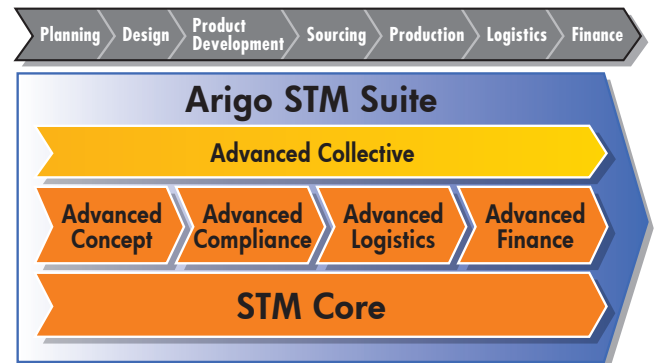 Planning Design Product Development Sourcing Production Logistics Finance
Arigo STM Suite
Advanced Collective
Advanced Concept
Advanced Compliance
Advanced Logistics
Advanced Finance
STM Core